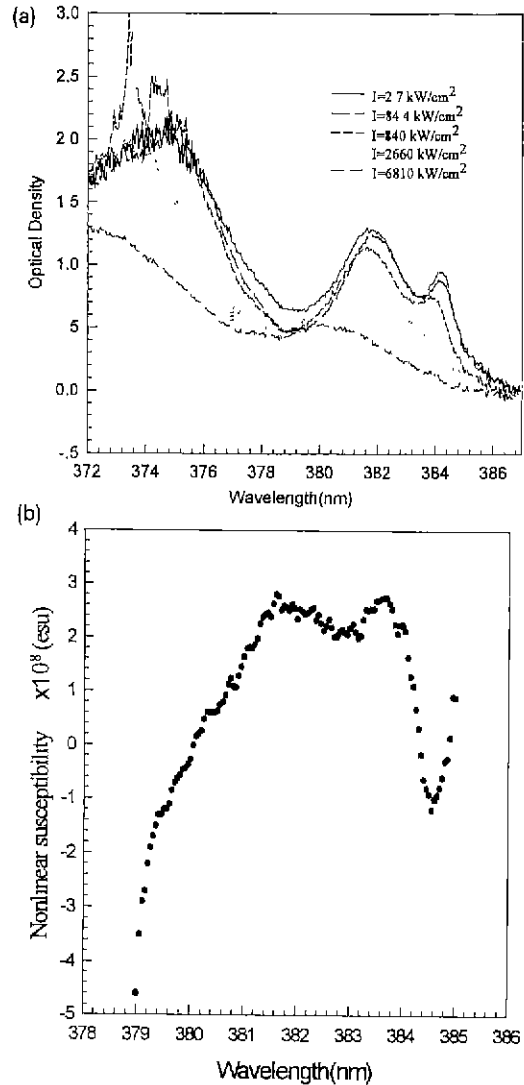 (a)
3.0
2.5
2.0
1.5
1.0
0.5
0.0
-.5
Optical Density
I=2 7 kW/cm²
I=84 4 kW/cm²
I=840 kW/cm²
I=2660 kW/cm²
I=6810 kW/cm²
372 374 376 378 380 382 384 386
Wavelength(nm)
(b)
4
3
2
1
0
-1
-2
-3
-4
-5
Nonlinear susceptibility x10⁸ (esu)
378 379 380 381 382 383 384 385 386
Wavelength(nm)